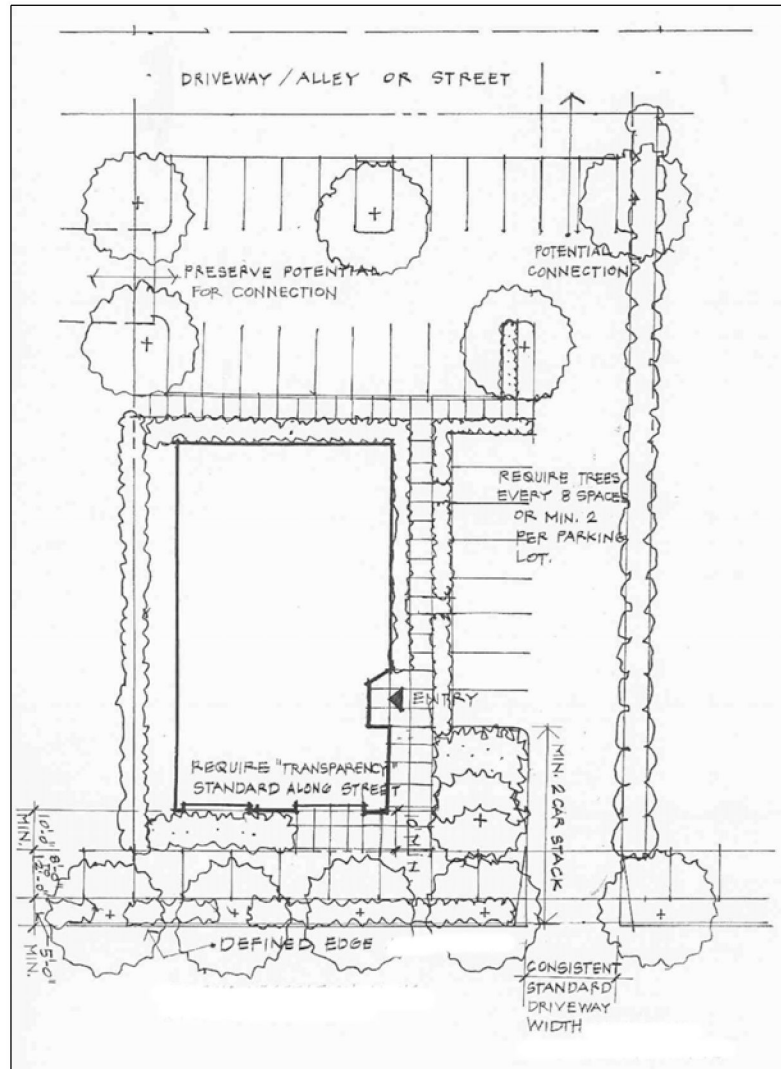 DRIVEWAY / ALLEY OR STREET
PRESERVE POTENTIAL
FOR CONNECTION
POTENTIAL
CONNECTION
REQUIRE TREES
EVERY 8 SPACES
OR MIN. 2
PER PARKING
LOT.
ENTRY
REQUIRE "TRANSPARENCY"
STANDARD ALONG STREET
MIN. 2 CAR STACK
10'-0"
MIN.
8'-0"
TO
12'-0"
5'-0"
MIN.
DEFINED EDGE
CONSISTENT
STANDARD
DRIVEWAY
WIDTH